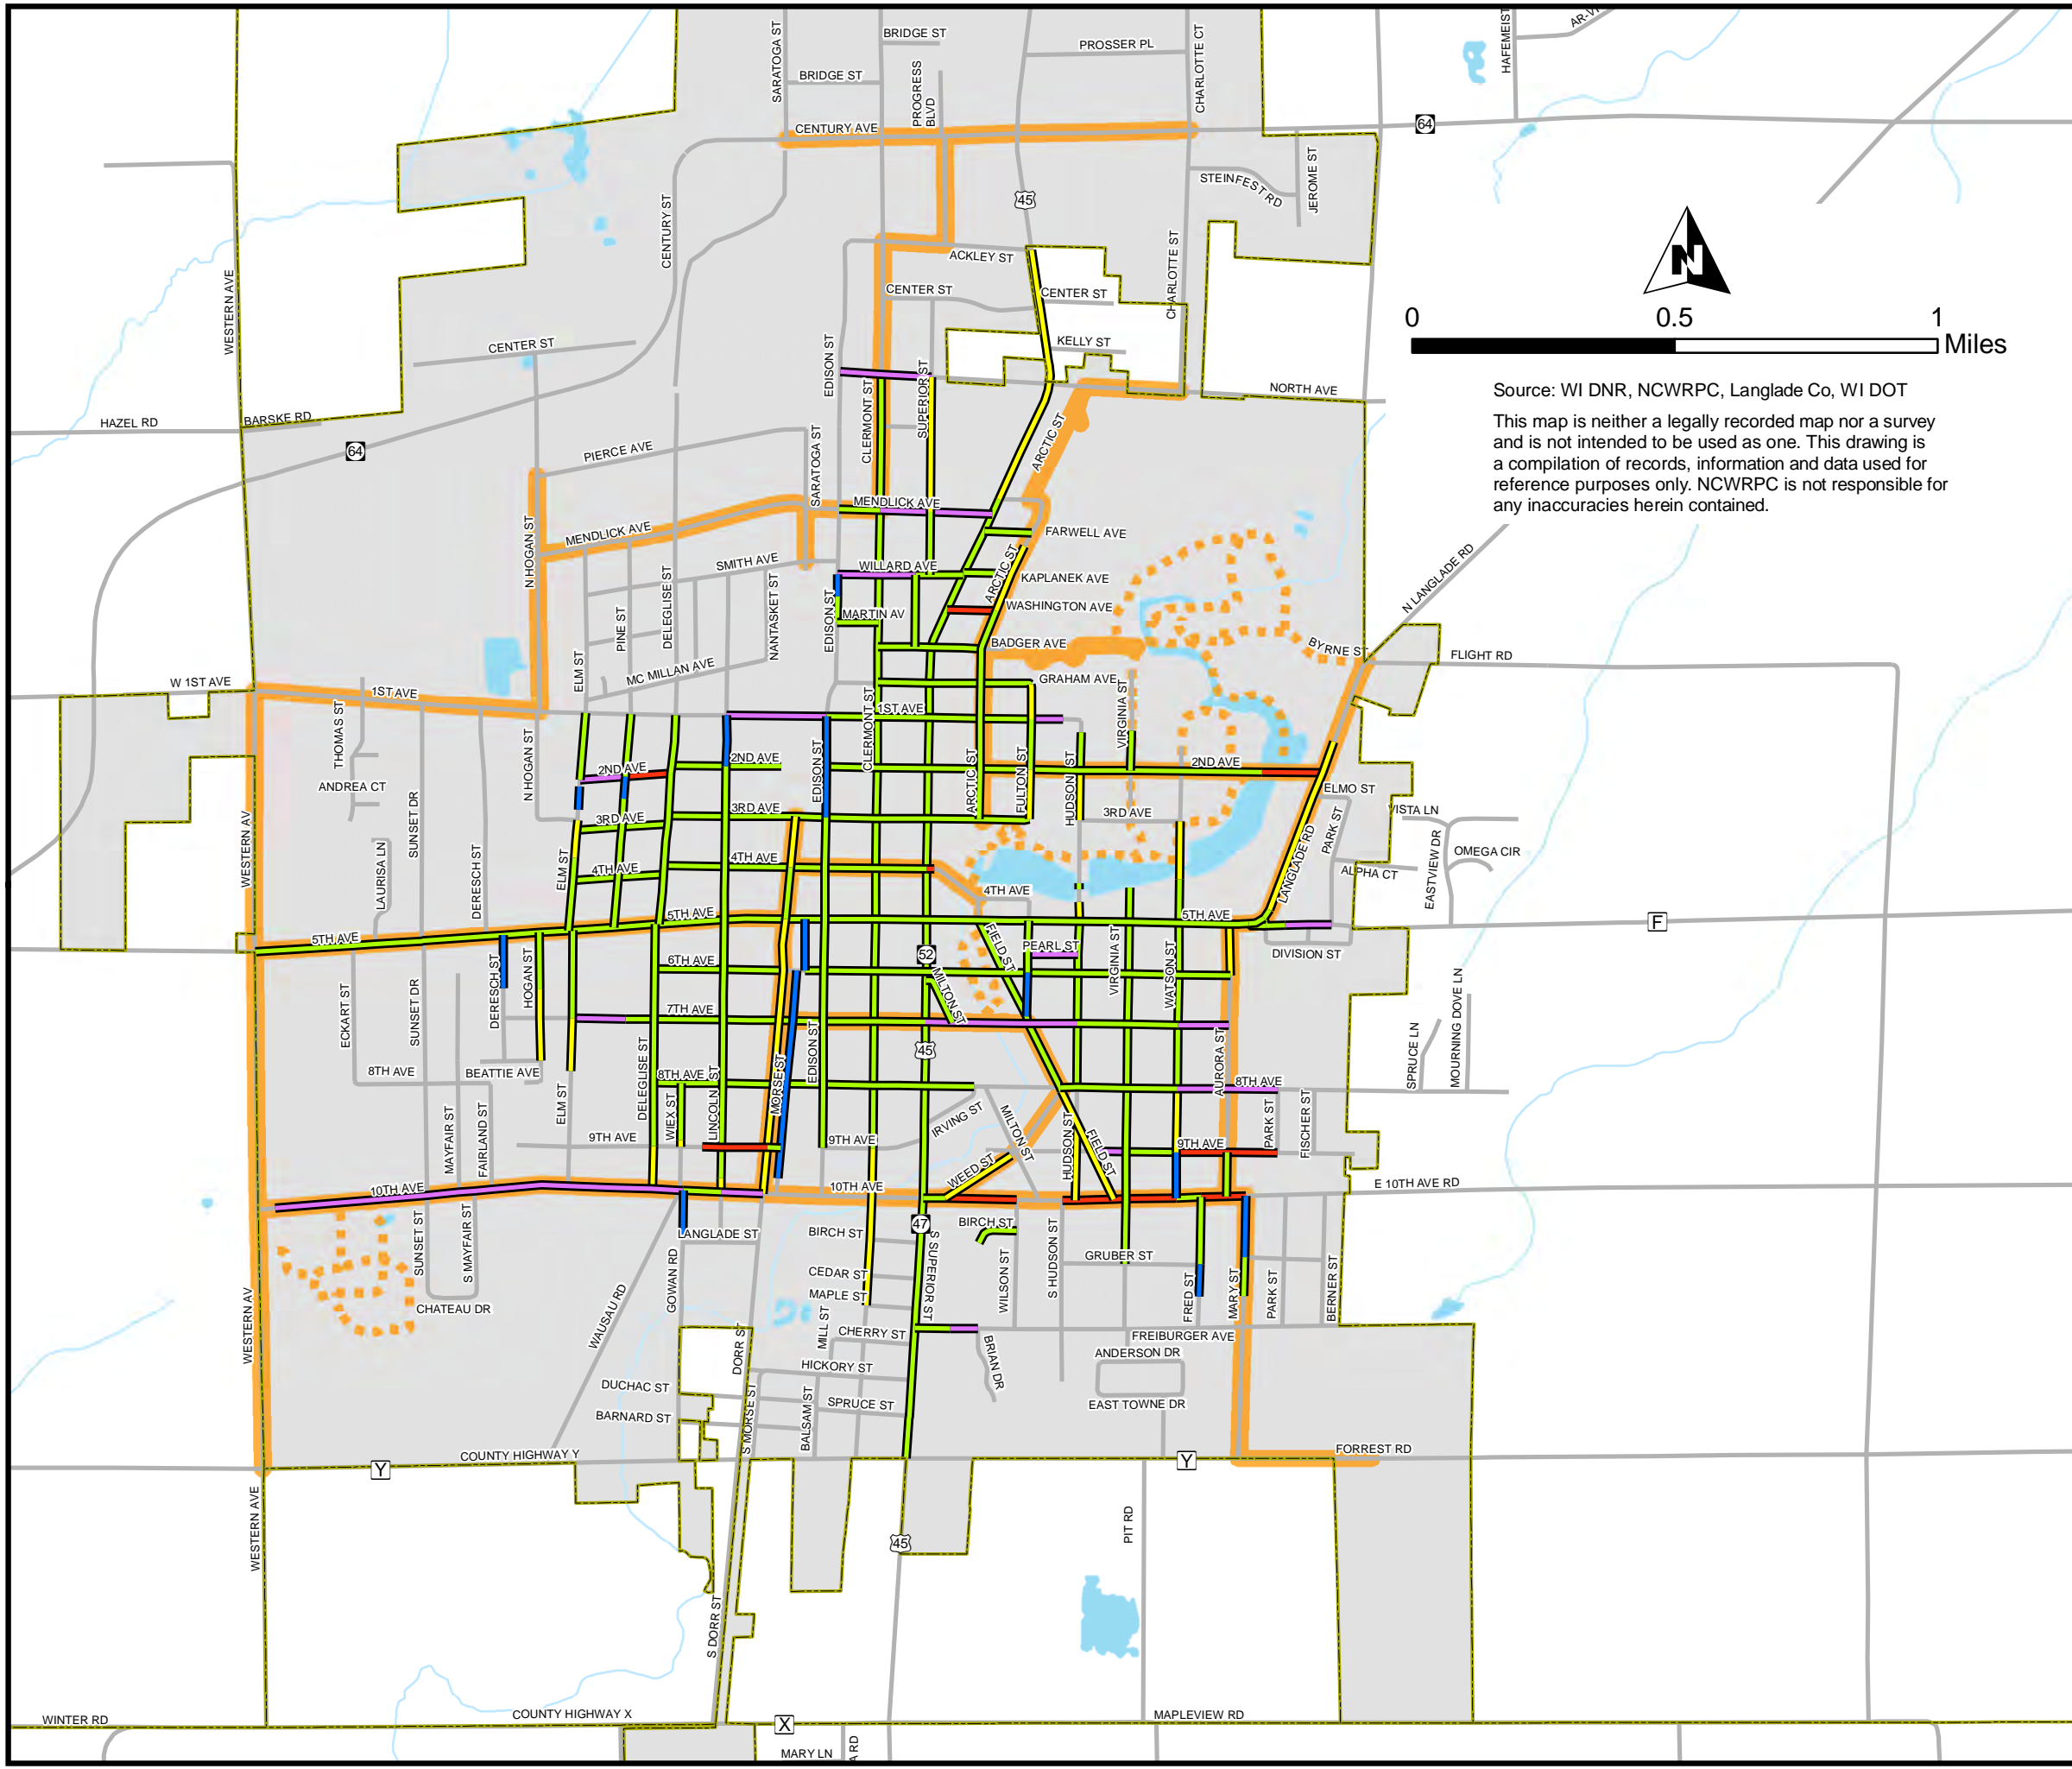 SARATOGA ST
BRIDGE ST
BRIDGE ST
PROGRESS
BLVD
PROSSER PL
CHARLOTTE CT
HAFEMEIST
CENTURY AVE
64
STEINFEST RD
JEROME ST
45
WESTERN AVE
CENTURY ST
ACKLEY ST
CHARLOTTE ST
CENTER ST
CENTER ST
N
0
0.5
1
Miles
CENTER ST
EDISON ST
KELLY ST
SUPERIOR ST
CLERMONT ST
NORTH AVE
Source: WI DNR, NCWRPC, Langlade Co, WI DOT
This map is neither a legally recorded map nor a survey
and is not intended to be used as one. This drawing is
a compilation of records, information and data used for
reference purposes only. NCWRPC is not responsible for
any inaccuracies herein contained.
HAZEL RD
BARSKE RD
64
PIERCE AVE
SARATOGA ST
ARCTIC ST
MENDLICK AVE
MENDLICK AVE
N HOGAN ST
FARWELL AVE
SMITH AVE
WILLARD AVE
ARCTIC ST
KAPLANEK AVE
DELEGLISE ST
NANTASKET ST
EDISON ST
PINE ST
MARTIN AV
WASHINGTON AVE
N LANGLADE RD
BADGER AVE
BYRNE ST
FLIGHT RD
ELM ST
MC MILLAN AVE
GRAHAM AVE
W 1ST AVE
1ST AVE
THOMAS ST
CLERMONT ST
1ST AVE
VIRGINIA ST
N HOGAN ST
2ND AVE
2ND AVE
EDISON ST
ARCTIC ST
FULTON ST
HUDSON ST
2ND AVE
ANDREA CT
SUNSET DR
ELMO ST
VISTA LN
3RD AVE
3RD AVE
3RD AVE
PARK ST
WESTERN AV
LAURISA LN
DERESCH ST
ELM ST
4TH AVE
4TH AVE
4TH AVE
LANGLADE RD
ALPHA CT
EASTVIEW DR
OMEGA CIR
5TH AVE
5TH AVE
5TH AVE
F
FIELD ST
PEARL ST
VIRGINIA ST
WATSON ST
DIVISION ST
52
6TH AVE
MILTON ST
ECKART ST
SUNSET DR
DERESCH ST
HOGAN ST
7TH AVE
SPRUCE LN
MOURNING DOVE LN
45
EDISON ST
AURORA ST
DELEGLISE ST
8TH AVE
BEATTIE AVE
8TH AVE
MORSE ST
8TH AVE
ELM ST
WIEX ST
LINCOLN ST
IRVING ST
MILTON ST
HUDSON ST
FIELD ST
PARK ST
FISCHER ST
MAYFAIR ST
FAIRLAND ST
9TH AVE
9TH AVE
9TH AVE
WEED ST
10TH AVE
10TH AVE
E 10TH AVE RD
SUNSET ST
S MAYFAIR ST
LANGLADE ST
BIRCH ST
47
BIRCH ST
S SUPERIOR ST
GOWAN RD
WILSON ST
S HUDSON ST
GRUBER ST
CEDAR ST
FRED ST
MARY ST
PARK ST
BERNER ST
CHATEAU DR
MAPLE ST
WESTERN AV
WAUSAU RD
MILL ST
CHERRY ST
FREIBURGER AVE
DORR ST
BRIAN DR
ANDERSON DR
HICKORY ST
DUCHAC ST
S MORSE ST
BALSAM ST
SPRUCE ST
EAST TOWNE DR
BARNARD ST
COUNTY HIGHWAY Y
Y
Y
FORREST RD
WESTERN AVE
PIT RD
45
S DORR ST
WINTER RD
COUNTY HIGHWAY X
X
MAPLEVIEW RD
MARY LN
A RD